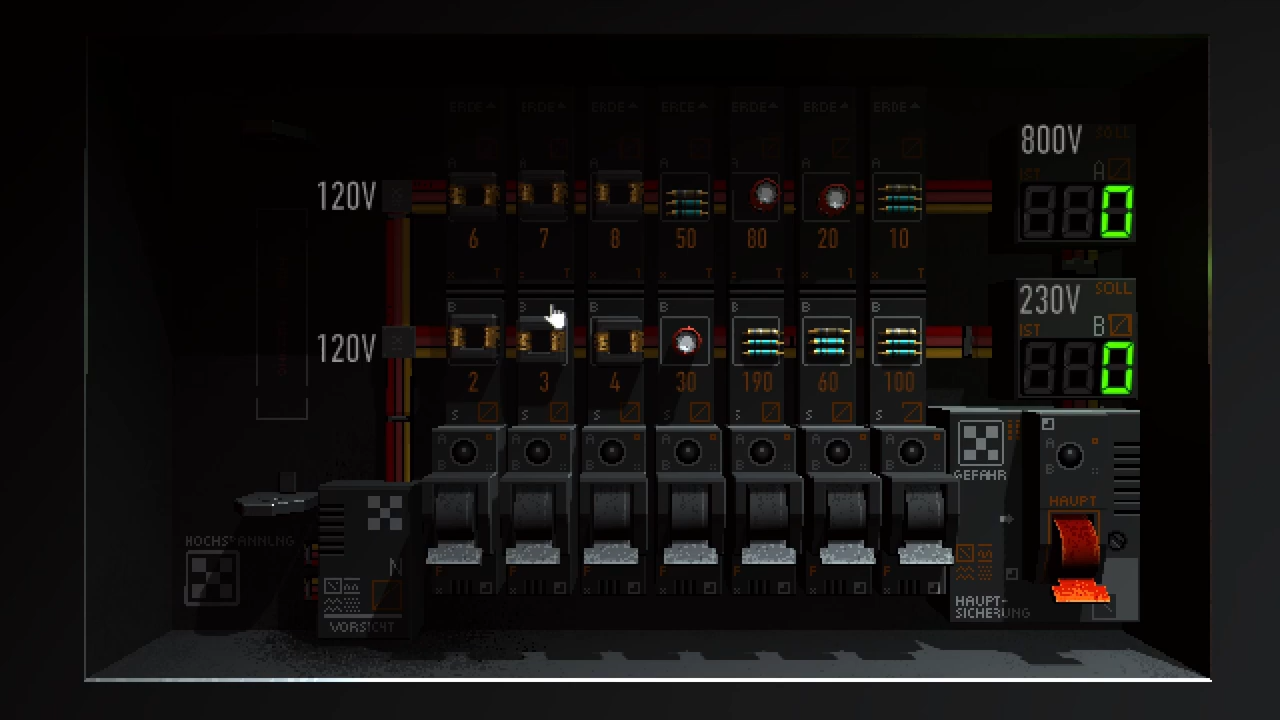 ERDE ERDE ERDE ERDE ERDE ERDE ERDE
800V SOLL
A A A A A A A
IST A
120V
0
6 7 8 50 80 20 10
B B B B B B B
230V SOLL
IST B
120V
0
2 3 4 30 190 60 100
S S S S S S S
A A A A A A A A
B B B B B B B B
GEFAHR
HAUPT
HOCHSPANNUNG
N
F F F F F F F
HAUPT-
SICHERUNG
VORSICHT